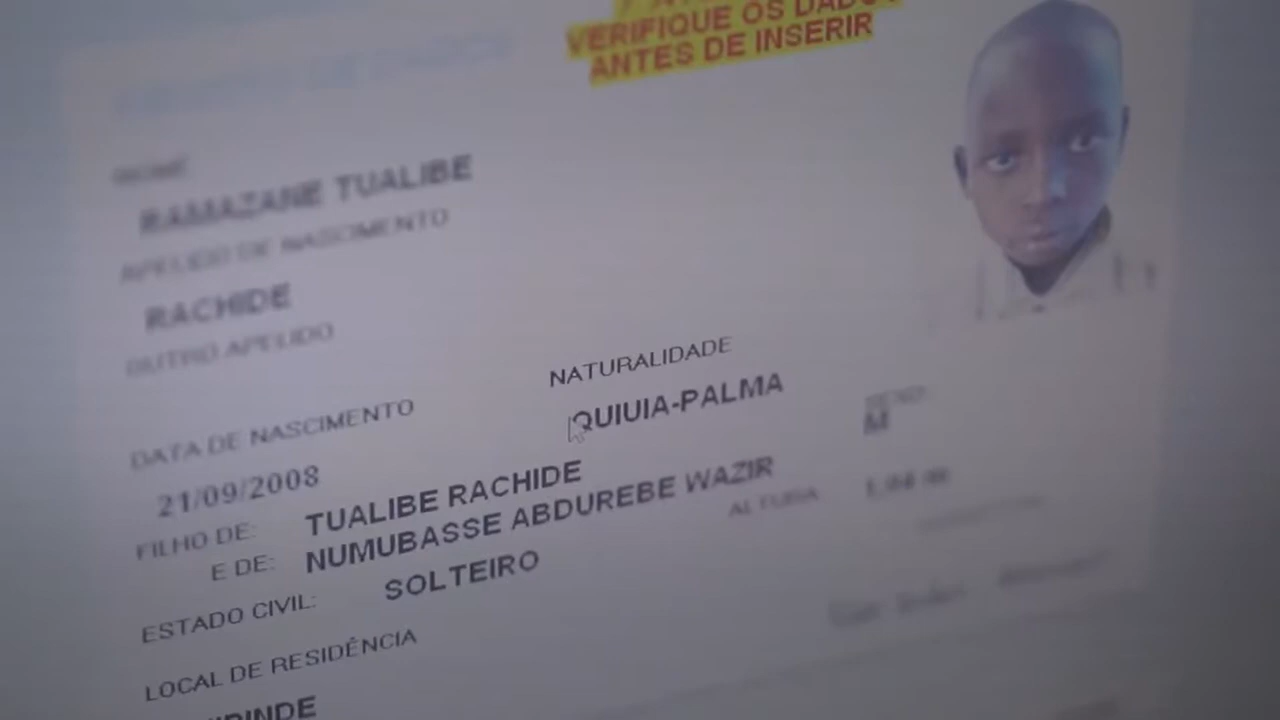 VERIFIQUE OS DADOS
ANTES DE INSERIR
NOME
RAMAZANE TUALIBE
APELIDO DE NASCIMENTO
RACHIDE
OUTRO APELIDO
NATURALIDADE
DATA DE NASCIMENTO
QUIUIA-PALMA
SEXO
M
21/09/2008
FILHO DE: TUALIBE RACHIDE
E DE: NUMUBASSE ABDUREBE WAZIR
ALTURA
ESTADO CIVIL: SOLTEIRO
LOCAL DE RESIDÊNCIA